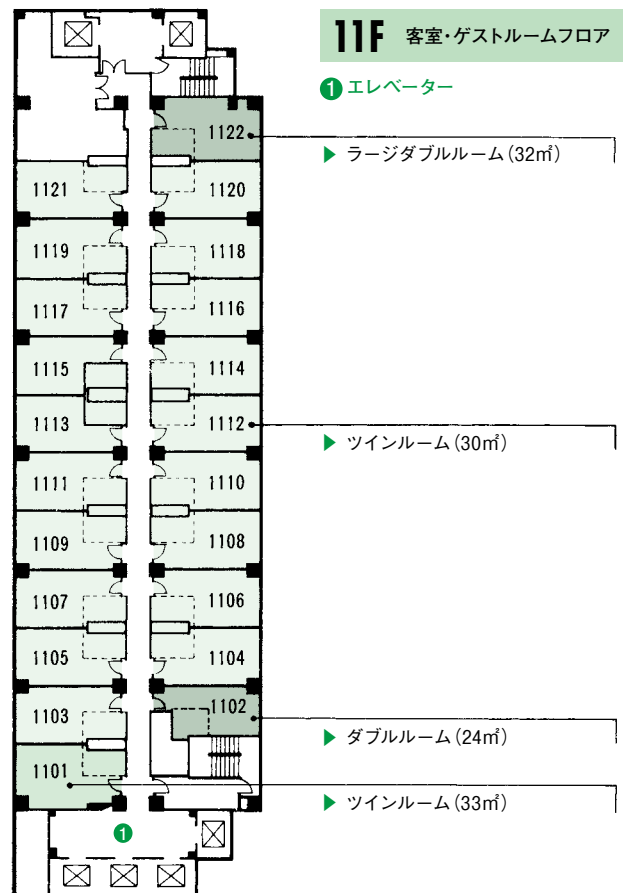 11F 客室・ゲストルームフロア
1 エレベーター
1122
▶ ラージダブルルーム（32㎡）
1121 1120
1119 1118
1117 1116
1115 1114
1113 1112
▶ ツインルーム（30㎡）
1111 1110
1109 1108
1107 1106
1105 1104
1103 1102
▶ ダブルルーム（24㎡）
1101
▶ ツインルーム（33㎡）
1